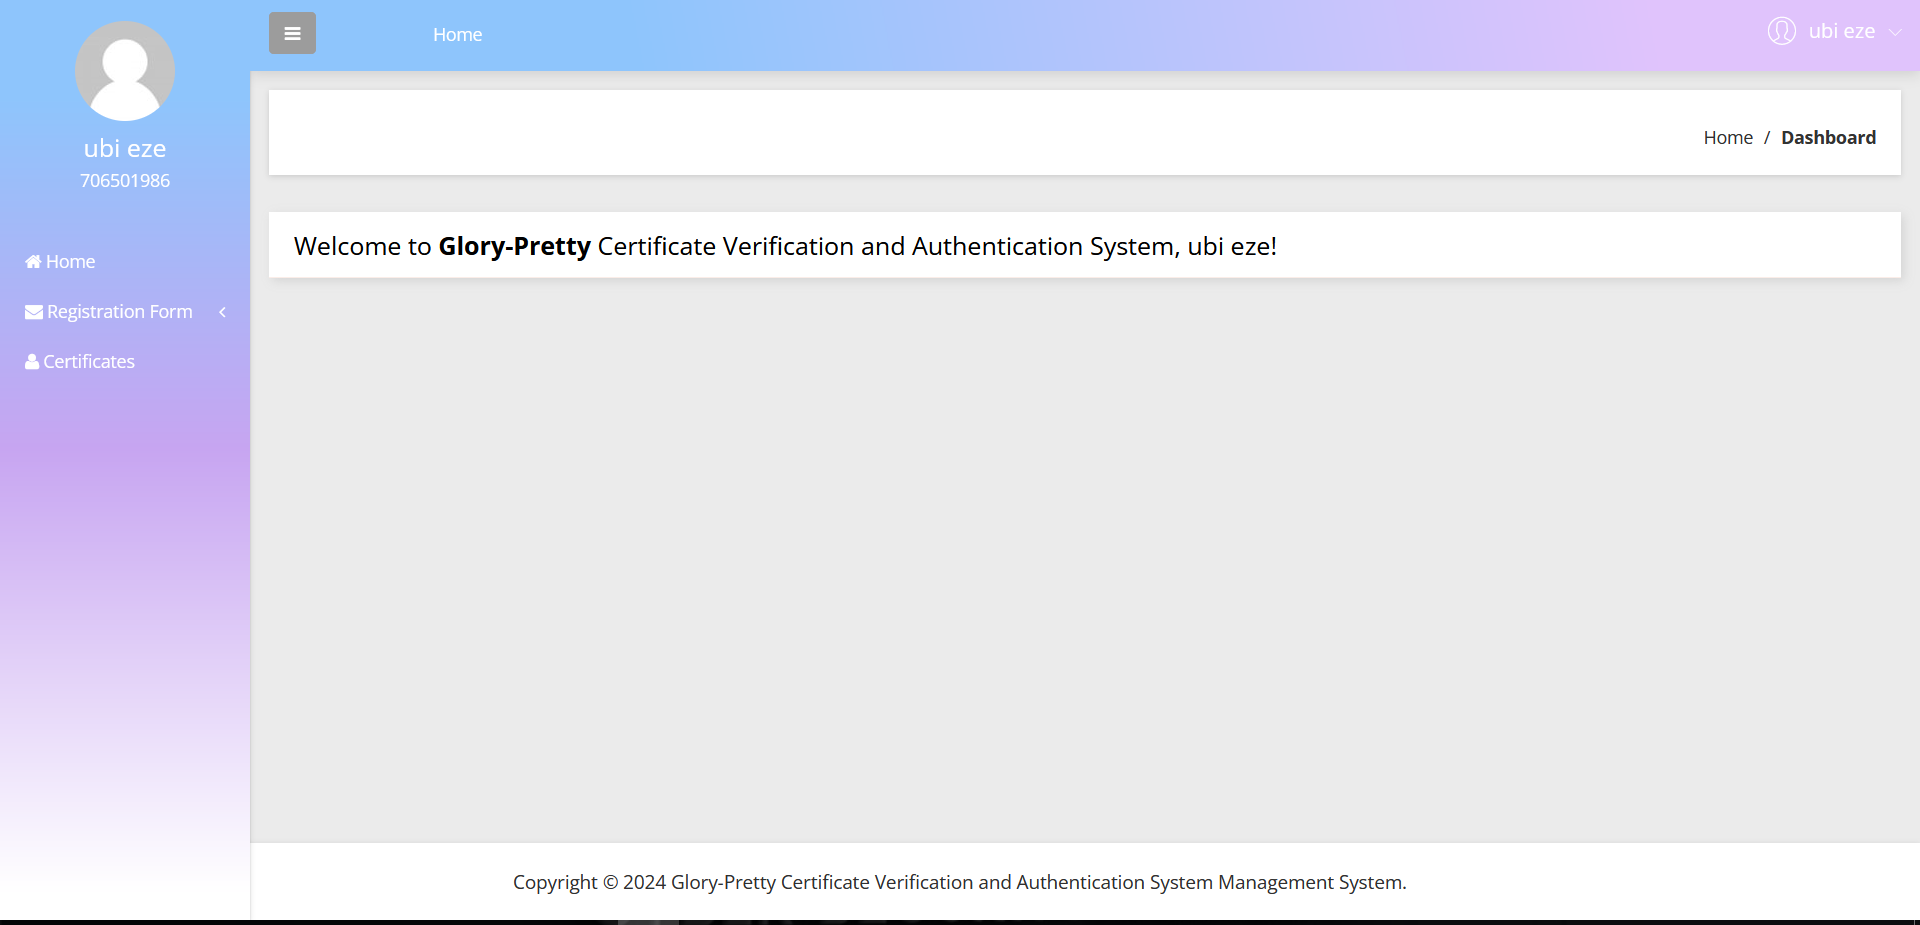 Home
ubi eze
ubi eze
706501986
Home
Registration Form
Certificates
Home / Dashboard
Welcome to Glory-Pretty Certificate Verification and Authentication System, ubi eze!
Copyright © 2024 Glory-Pretty Certificate Verification and Authentication System Management System.